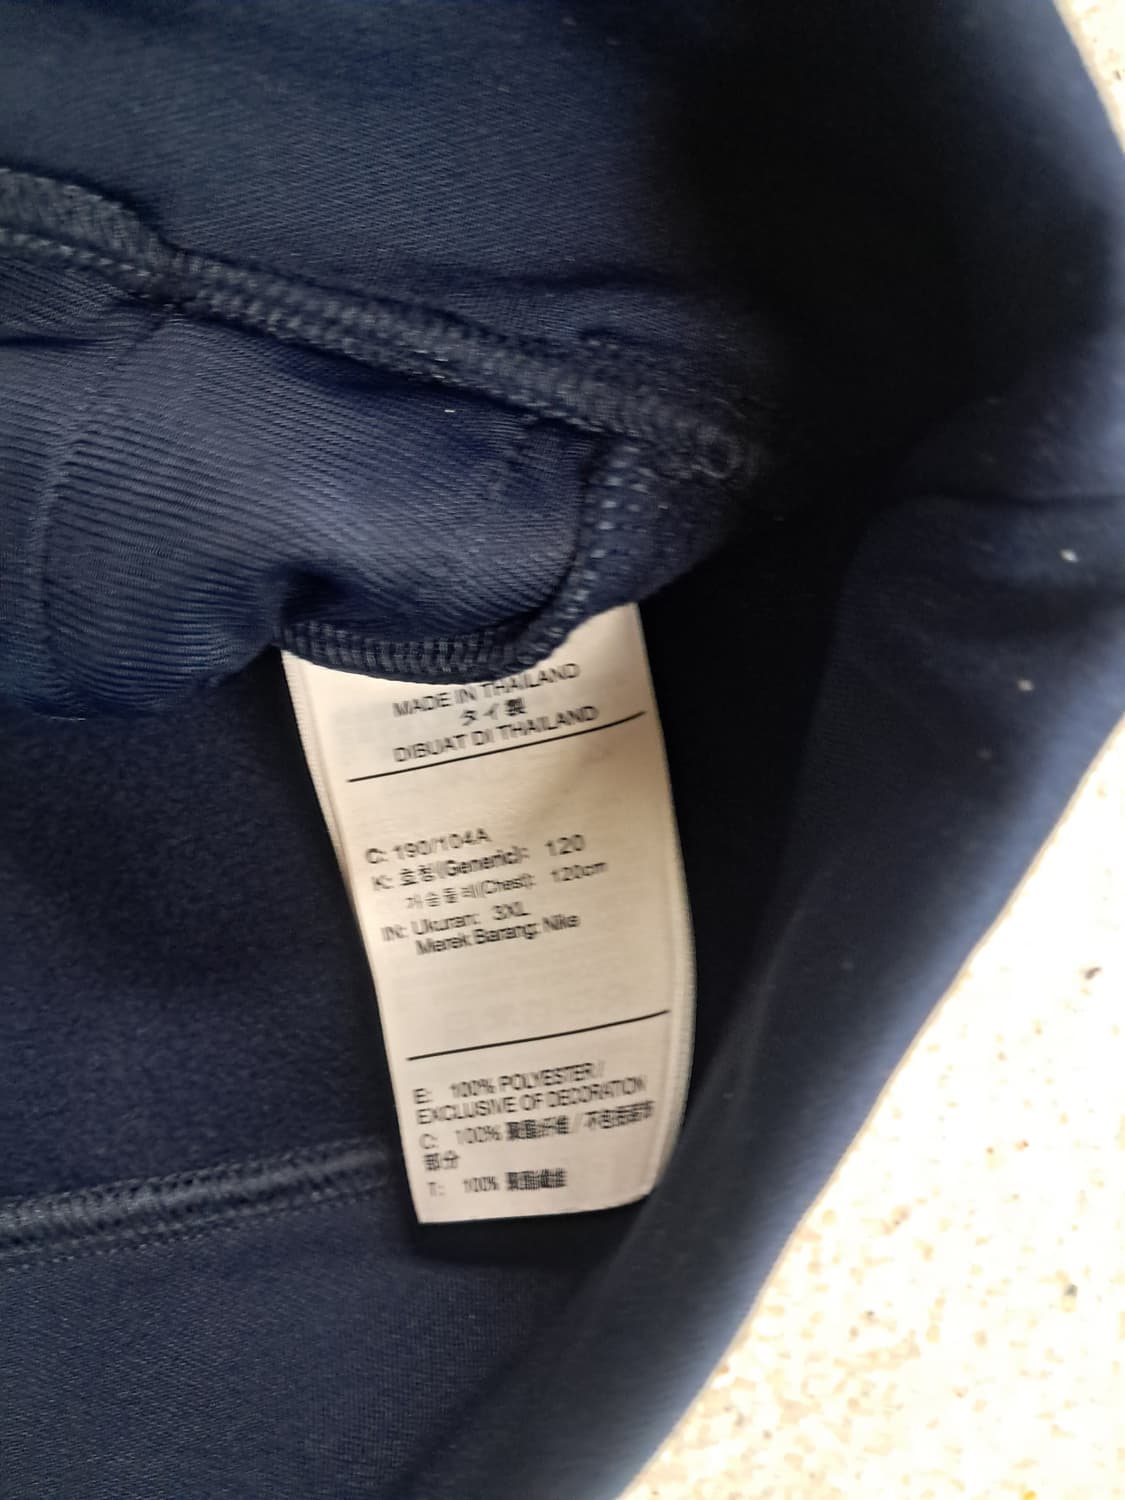 MADE IN THAILAND
タイ製
DIBUAT DI THAILAND
C: 190/104A
K: 호칭(Generic): 120
가슴둘레(Chest): 120cm
IN: Ukuran: 3XL
Merek Barang: Nike
E: 100% POLYESTER /
EXCLUSIVE OF DECORATION
C: 100% 聚酯纤维 / 不包括装饰
部分
T: 100% 聚酯纖維